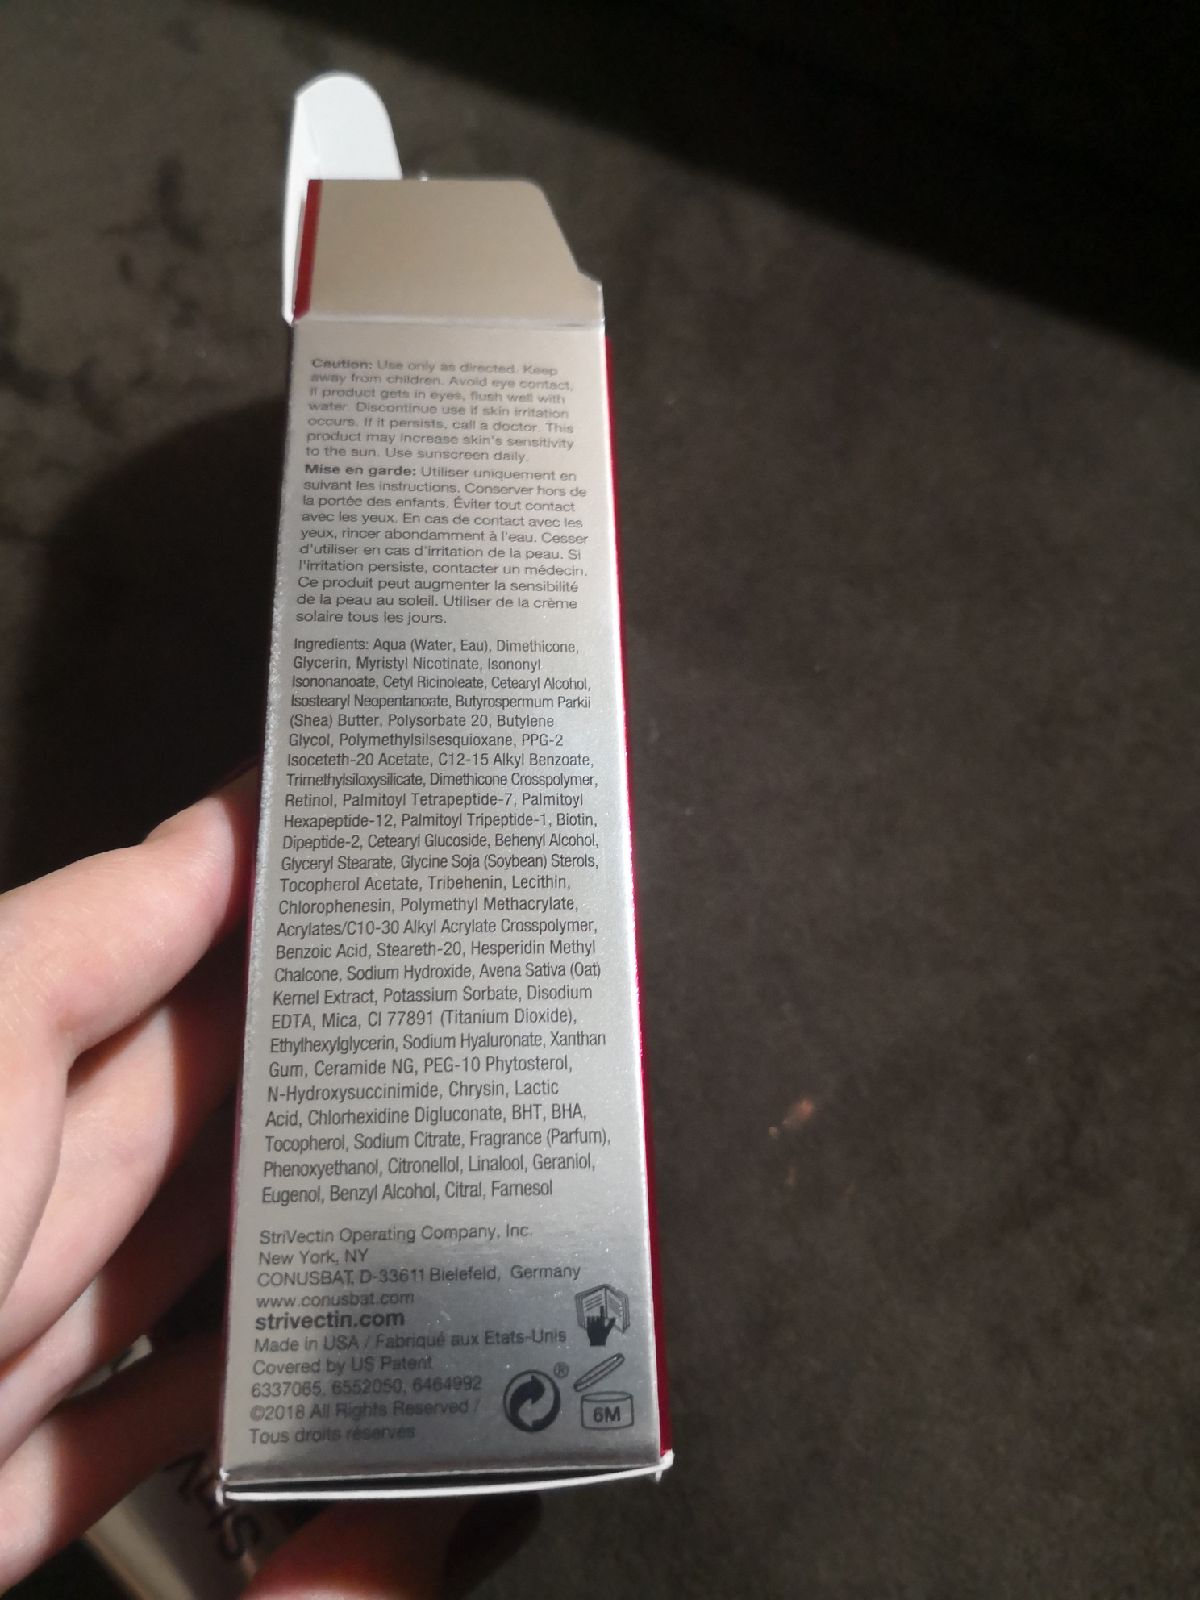 Caution: Use only as directed. Keep
away from children. Avoid eye contact,
If product gets in eyes, flush well with
water. Discontinue use if skin irritation
occurs. If it persists, call a doctor. This
product may increase skin's sensitivity
to the sun. Use sunscreen daily.
Mise en garde: Utiliser uniquement en
suivant les instructions. Conserver hors de
la portée des enfants. Éviter tout contact
avec les yeux. En cas de contact avec les
yeux, rincer abondamment à l'eau. Cesser
d'utiliser en cas d'irritation de la peau. Si
l'irritation persiste, contacter un médecin.
Ce produit peut augmenter la sensibilité
de la peau au soleil. Utiliser de la crème
solaire tous les jours.
Ingredients: Aqua (Water, Eau), Dimethicone,
Glycerin, Myristyl Nicotinate, Isononyl
Isononanoate, Cetyl Ricinoleate, Cetearyl Alcohol,
Isostearyl Neopentanoate, Butyrospermum Parkii
(Shea) Butter, Polysorbate 20, Butylene
Glycol, Polymethylsilsesquioxane, PPG-2
Isoceteth-20 Acetate, C12-15 Alkyl Benzoate,
Trimethylsiloxysilicate, Dimethicone Crosspolymer,
Retinol, Palmitoyl Tetrapeptide-7, Palmitoyl
Hexapeptide-12, Palmitoyl Tripeptide-1, Biotin,
Dipeptide-2, Cetearyl Glucoside, Behenyl Alcohol,
Glyceryl Stearate, Glycine Soja (Soybean) Sterols,
Tocopherol Acetate, Tribehenin, Lecithin,
Chlorophenesin, Polymethyl Methacrylate,
Acrylates/C10-30 Alkyl Acrylate Crosspolymer,
Benzoic Acid, Steareth-20, Hesperidin Methyl
Chalcone, Sodium Hydroxide, Avena Sativa (Oat)
Kernel Extract, Potassium Sorbate, Disodium
EDTA, Mica, CI 77891 (Titanium Dioxide),
Ethylhexylglycerin, Sodium Hyaluronate, Xanthan
Gum, Ceramide NG, PEG-10 Phytosterol,
N-Hydroxysuccinimide, Chrysin, Lactic
Acid, Chlorhexidine Digluconate, BHT, BHA,
Tocopherol, Sodium Citrate, Fragrance (Parfum),
Phenoxyethanol, Citronellol, Linalool, Geraniol,
Eugenol, Benzyl Alcohol, Citral, Farnesol
StriVectin Operating Company, Inc.
New York, NY
CONUSBAT, D-33611 Bielefeld, Germany
www.conusbat.com
strivectin.com
Made in USA / Fabriqué aux Etats-Unis
Covered by US Patent
6337065, 6552050, 6464992
©2018 All Rights Reserved /
Tous droits réservés
®
6M